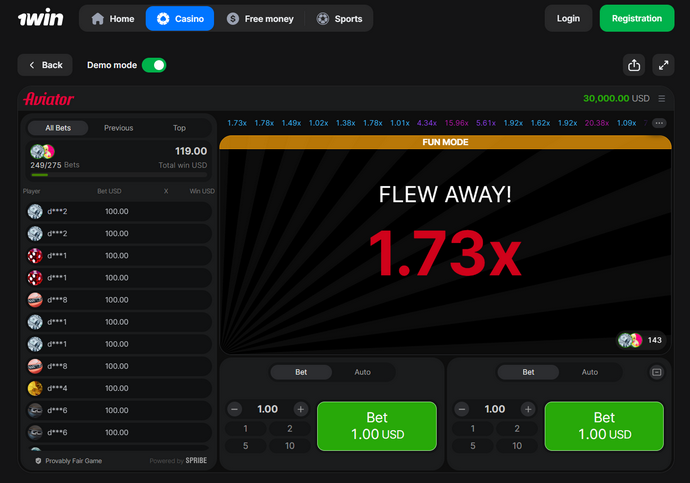 1win Home Casino Free money Sports Login Registration
Back Demo mode
Aviator 30,000.00 USD
All Bets Previous Top
1.73x 1.78x 1.49x 1.02x 1.38x 1.78x 1.01x 4.34x 15.96x 5.61x 1.92x 1.62x 1.92x 20.38x 1.09x
FUN MODE
119.00
249/275 Bets Total win USD
Player Bet USD X Win USD
d***2 100.00
d***2 100.00
d***1 100.00
d***1 100.00
d***8 100.00
d***1 100.00
d***1 100.00
d***8 100.00
d***4 100.00
d***6 100.00
d***6 100.00
Provably Fair Game Powered by SPRIBE
FLEW AWAY!
1.73x
143
Bet Auto
1.00
1 2
5 10
Bet
1.00 USD
Bet Auto
1.00
1 2
5 10
Bet
1.00 USD